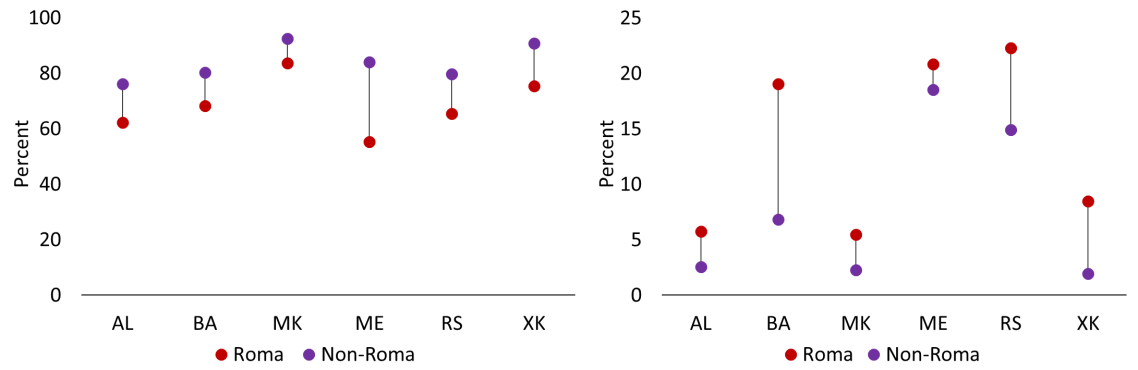 Percent
100
80
60
40
20
0
AL BA MK ME RS XK
Roma Non-Roma
Percent
25
20
15
10
5
0
AL BA MK ME RS XK
Roma Non-Roma